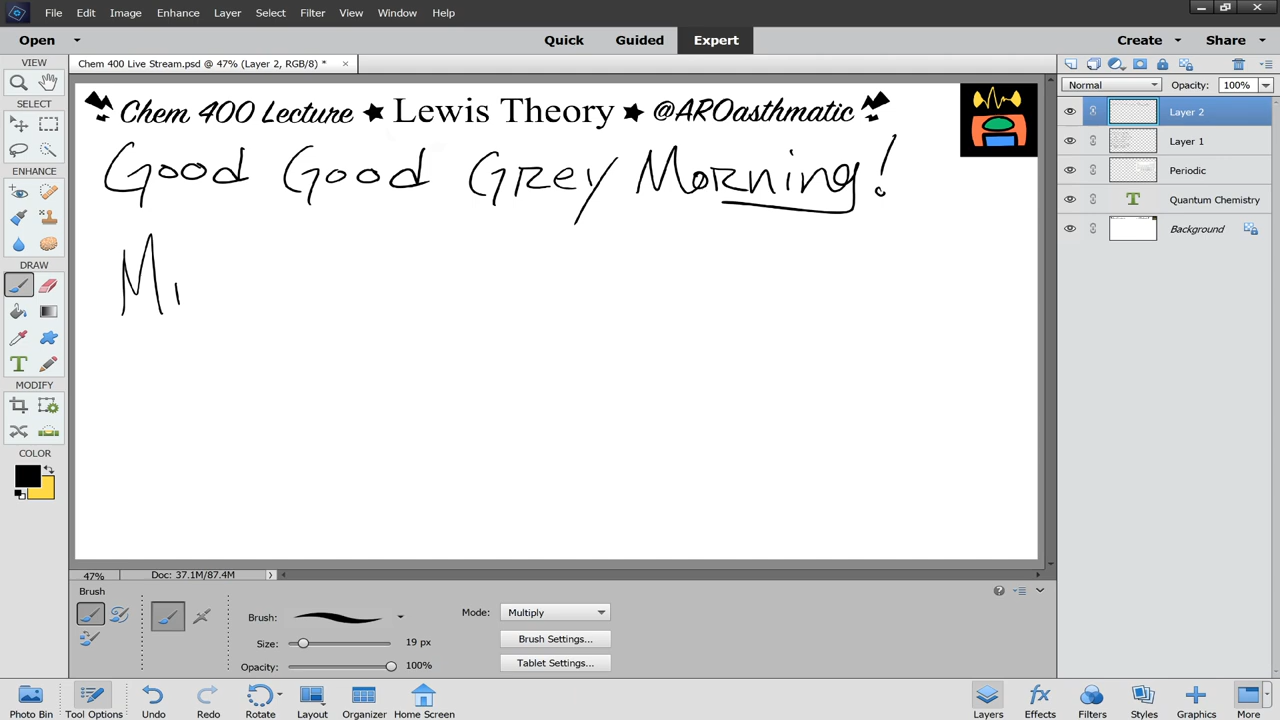 File Edit Image Enhance Layer Select Filter View Window Help
Open Quick Guided Expert Create Share
VIEW
SELECT
ENHANCE
DRAW
MODIFY
COLOR
Chem 400 Live Stream.psd @ 47% (Layer 2, RGB/8) * ×
Chem 400 Lecture ★ Lewis Theory ★ @AROasthmatic
Good Good Grey Morning!
Mi
Normal Opacity: 100%
Layer 2
Layer 1
Periodic
T Quantum Chemistry
Background
47% Doc: 37.1M/87.4M
Brush
Brush: Mode: Multiply
Size: 19 px Brush Settings...
Opacity: 100% Tablet Settings...
Photo Bin Tool Options Undo Redo Rotate Layout Organizer Home Screen Layers Effects Filters Styles Graphics More